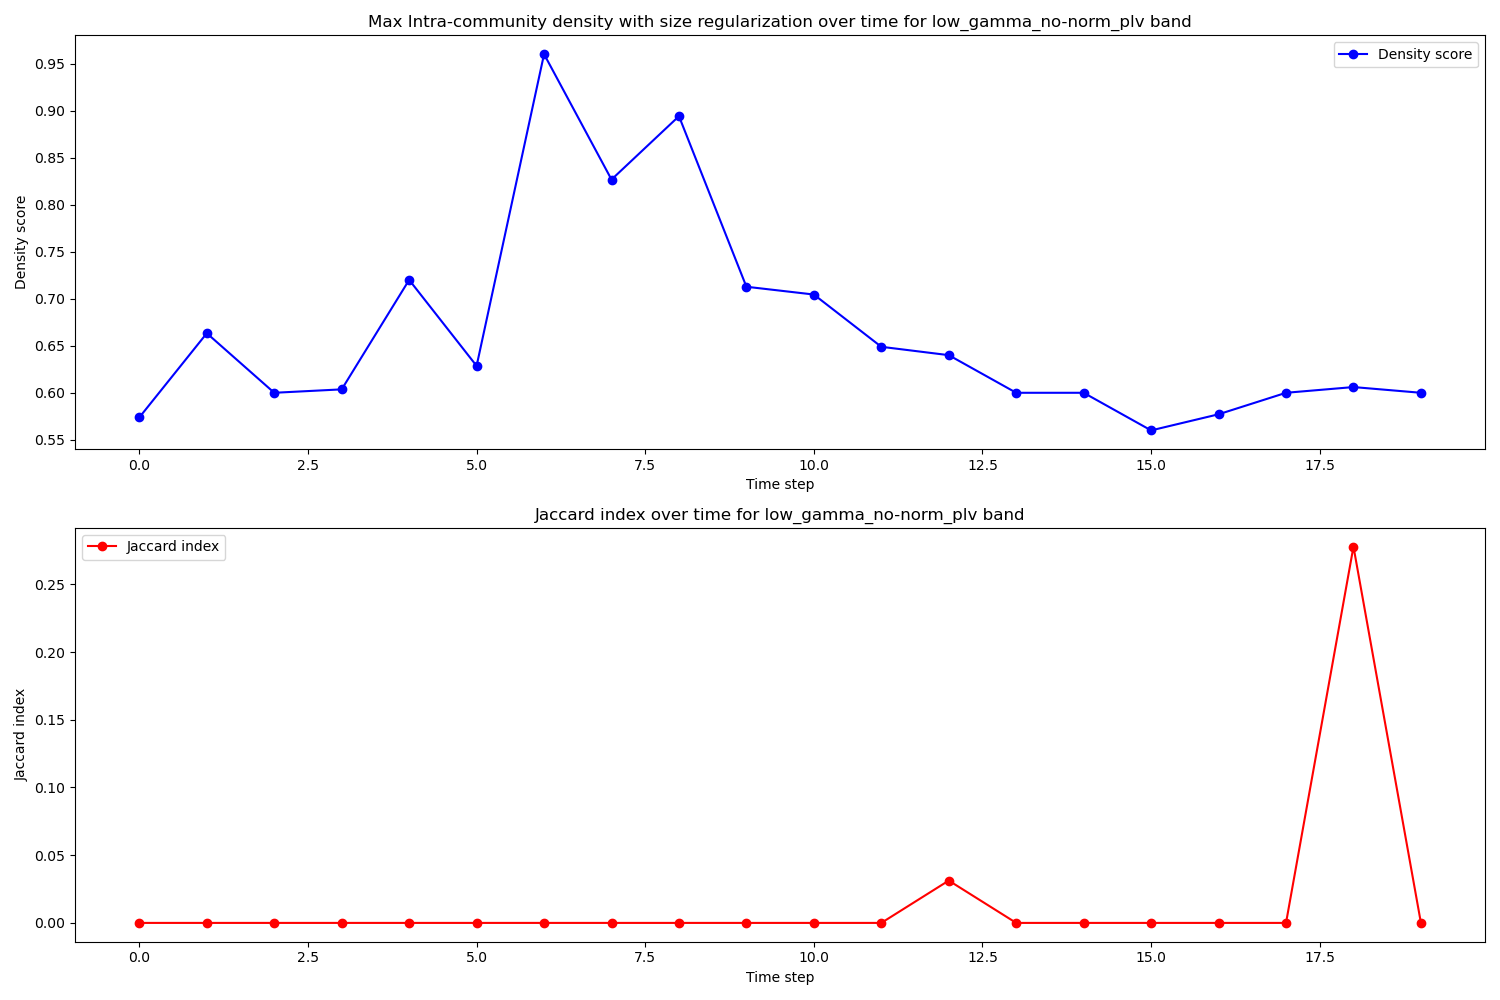 Max Intra-community density with size regularization over time for low_gamma_no-norm_plv band
Density score
0.95
0.90
0.85
0.80
0.75
0.70
0.65
0.60
0.55
Density score
0.0 2.5 5.0 7.5 10.0 12.5 15.0 17.5
Time step
Jaccard index over time for low_gamma_no-norm_plv band
Jaccard index
0.25
0.20
0.15
0.10
0.05
0.00
Jaccard index
0.0 2.5 5.0 7.5 10.0 12.5 15.0 17.5
Time step